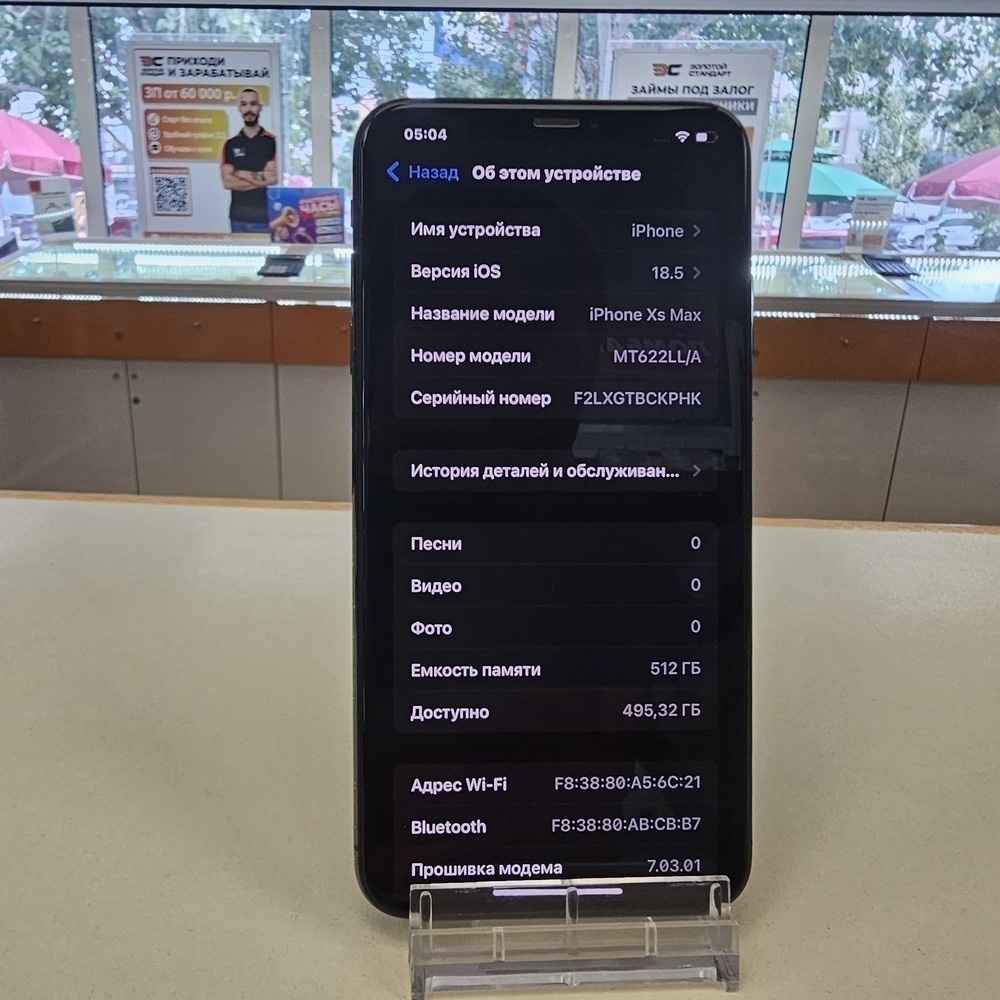 ЭС ПРИХОДИ
И ЗАРАБАТЫВАЙ
ЗП от 60 000 р.
ЭС ЗОЛОТОЙ
СТАНДАРТ
ЗАЙМЫ ПОД ЗАЛОГ
05:04
Назад Об этом устройстве
Имя устройства iPhone
Версия iOS 18.5
Название модели iPhone Xs Max
Номер модели MT622LL/A
Серийный номер F2LXGTBCKPHK
История деталей и обслуживан...
Песни 0
Видео 0
Фото 0
Емкость памяти 512 ГБ
Доступно 495,32 ГБ
Адрес Wi-Fi F8:38:80:A5:6C:21
Bluetooth F8:38:80:AB:CB:B7
Прошивка модема 7.03.01